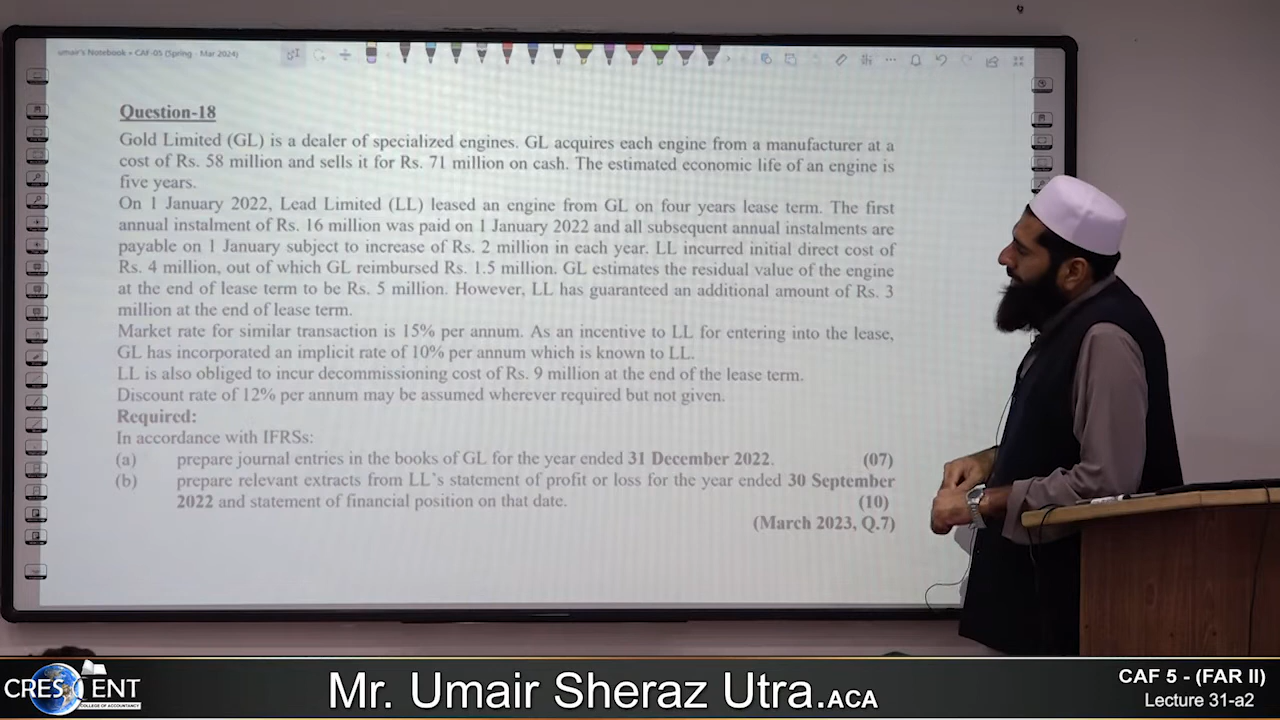 umair's Notebook • CAF-05 (Spring - Mar 2024)
Question-18
Gold Limited (GL) is a dealer of specialized engines. GL acquires each engine from a manufacturer at a
cost of Rs. 58 million and sells it for Rs. 71 million on cash. The estimated economic life of an engine is
five years.
On 1 January 2022, Lead Limited (LL) leased an engine from GL on four years lease term. The first
annual instalment of Rs. 16 million was paid on 1 January 2022 and all subsequent annual instalments are
payable on 1 January subject to increase of Rs. 2 million in each year. LL incurred initial direct cost of
Rs. 4 million, out of which GL reimbursed Rs. 1.5 million. GL estimates the residual value of the engine
at the end of lease term to be Rs. 5 million. However, LL has guaranteed an additional amount of Rs. 3
million at the end of lease term.
Market rate for similar transaction is 15% per annum. As an incentive to LL for entering into the lease,
GL has incorporated an implicit rate of 10% per annum which is known to LL.
LL is also obliged to incur decommissioning cost of Rs. 9 million at the end of the lease term.
Discount rate of 12% per annum may be assumed wherever required but not given.
Required:
In accordance with IFRSs:
(a) prepare journal entries in the books of GL for the year ended 31 December 2022. (07)
(b) prepare relevant extracts from LL's statement of profit or loss for the year ended 30 September
2022 and statement of financial position on that date. (10)
(March 2023, Q.7)
CRESCENT
COLLEGE OF ACCOUNTANCY
Mr. Umair Sheraz Utra.ACA
CAF 5 - (FAR II)
Lecture 31-a2